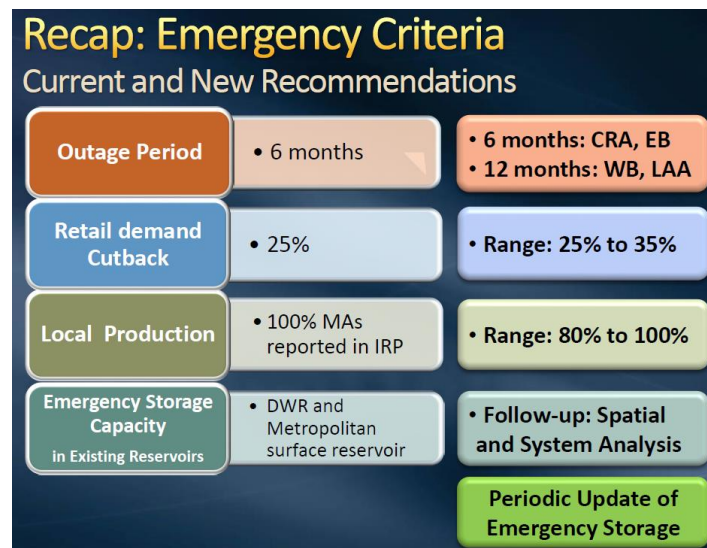 Recap: Emergency Criteria
Current and New Recommendations
Outage Period
• 6 months
• 6 months: CRA, EB
• 12 months: WB, LAA
Retail demand
Cutback
• 25%
• Range: 25% to 35%
Local Production
• 100% MAs
reported in IRP
• Range: 80% to 100%
Emergency Storage
Capacity
in Existing Reservoirs
• DWR and
Metropolitan
surface reservoir
• Follow-up: Spatial
and System Analysis
Periodic Update of
Emergency Storage